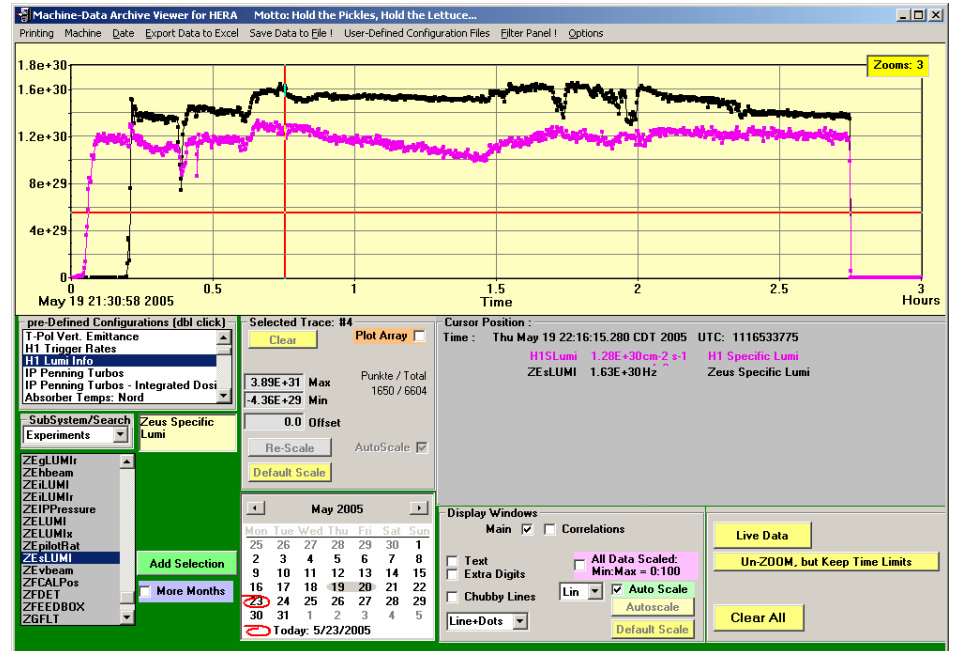 Machine-Data Archive Viewer for HERA Motto: Hold the Pickles, Hold the Lettuce...
Printing Machine Date Export Data to Excel Save Data to File ! User-Defined Configuration Files Filter Panel ! Options
Zooms: 3
1.8e+30
1.6e+30
1.2e+30
8e+29
4e+29
0
0 0.5 1 1.5 2 2.5 3
May 19 21:30:58 2005 Time Hours
pre-Defined Configurations (dbl click)
T-Pol Vert. Emittance
H1 Trigger Rates
H1 Lumi Info
IP Penning Turbos
IP Penning Turbos - Integrated Dosi
Absorber Temps: Nord
SubSystem/Search
Experiments
Zeus Specific
Lumi
ZEgLUMIr
ZEhbeam
ZEiLUMI
ZEiLUMIr
ZEIPPressure
ZELUMI
ZELUMIx
ZEpilotRat
ZEsLUMI
ZEvbeam
ZFCALPos
ZFDET
ZFEEDBOX
ZGFLT
Add Selection
More Months
Selected Trace: #4
Clear
Plot Array
3.89E+31 Max
Punkte / Total
1650 / 6604
-4.36E+29 Min
0.0 Offset
Re-Scale
AutoScale
Default Scale
May 2005
Mon Tue Wed Thu Fri Sat Sun
25 26 27 28 29 30 1
2 3 4 5 6 7 8
9 10 11 12 13 14 15
16 17 18 19 20 21 22
23 24 25 26 27 28 29
30 31 1 2 3 4 5
Today: 5/23/2005
Cursor Position :
Time : Thu May 19 22:16:15.280 CDT 2005 UTC: 1116533775
H1SLumi 1.28E+30cm-2 s-1 H1 Specific Lumi
ZEsLUMI 1.63E+30Hz Zeus Specific Lumi
Display Windows
Main Correlations
Text
Extra Digits
All Data Scaled:
Min:Max = 0:100
Chubby Lines
Lin
Auto Scale
Autoscale
Line+Dots
Default Scale
Live Data
Un-ZOOM, but Keep Time Limits
Clear All